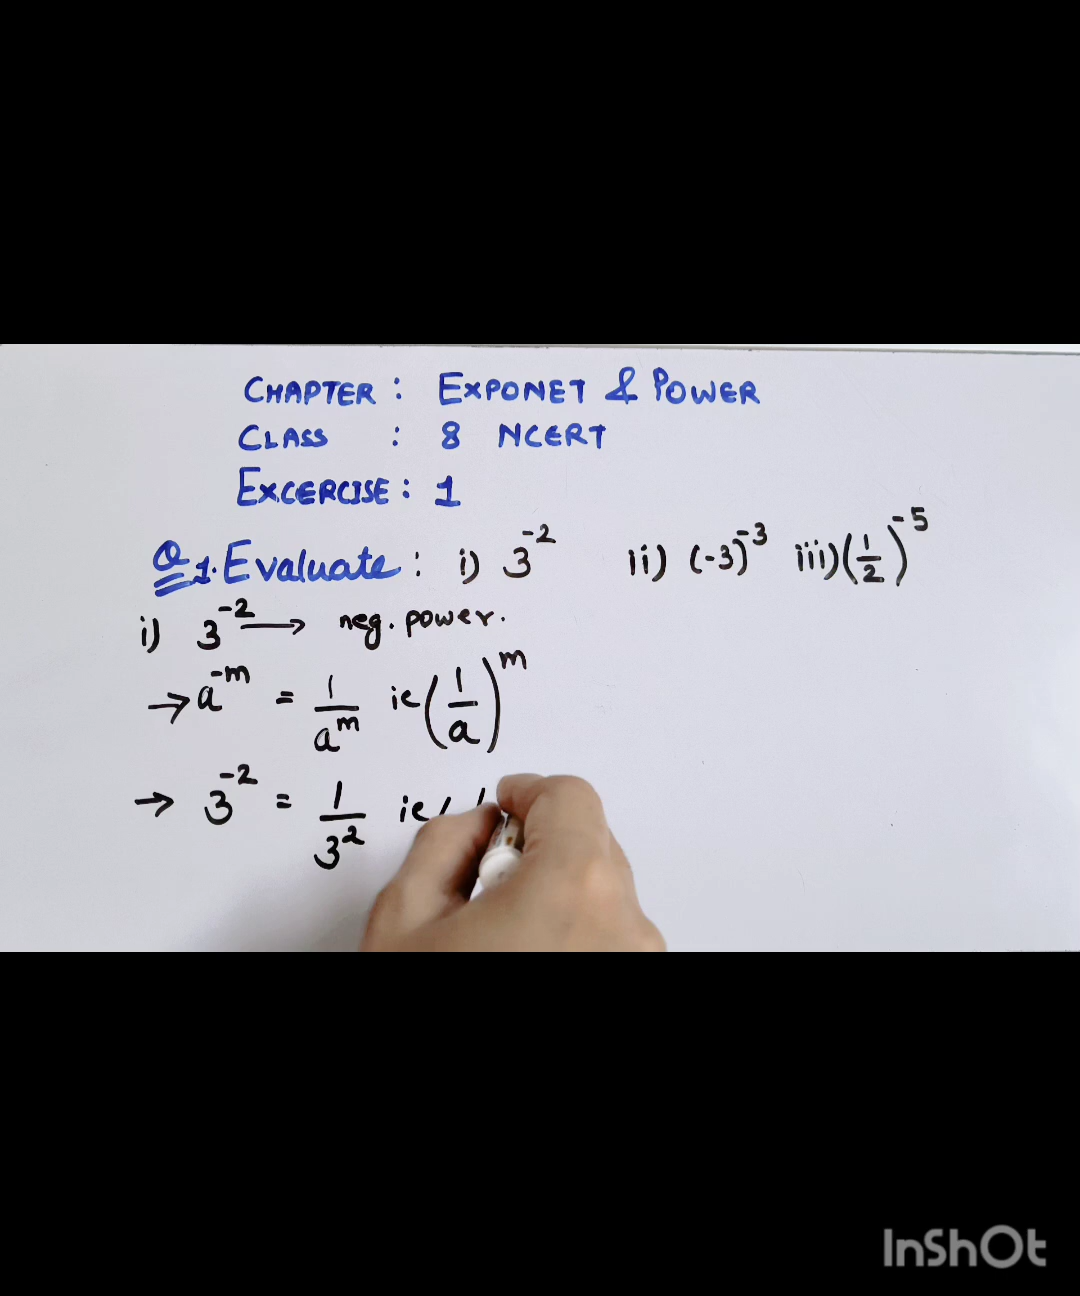 CHAPTER : EXPONET & POWER
CLASS : 8 NCERT
EXCERCISE : 1
Q1. Evaluate : i) 3^-2 ii) (-3)^-3 iii) (1/2)^-5
i) 3^-2 → neg. power.
→ a^-m = 1/a^m ie (1/a)^m
→ 3^-2 = 1/3^2 ie (
InShOt